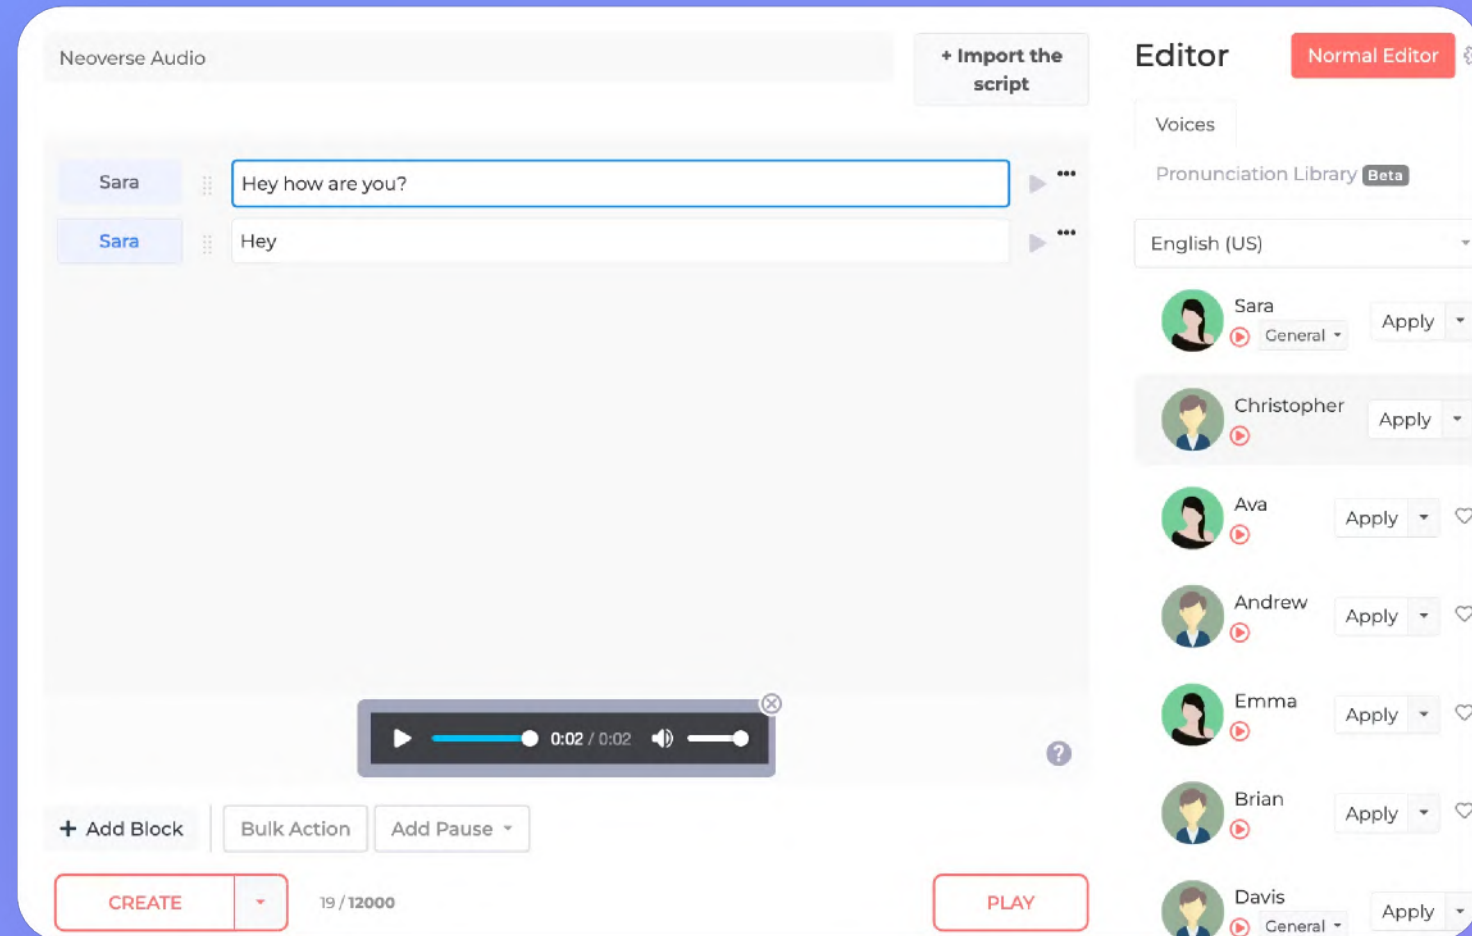 Neoverse Audio
+ Import the
script
Editor
Normal Editor
Voices
Pronunciation Library Beta
English (US)
Sara
Hey how are you?
Sara
Hey
Sara
General
Apply
Christopher
Apply
Ava
Apply
Andrew
Apply
Emma
Apply
Brian
Apply
Davis
General
Apply
0:02 / 0:02
?
+ Add Block
Bulk Action
Add Pause
CREATE
19 / 12000
PLAY